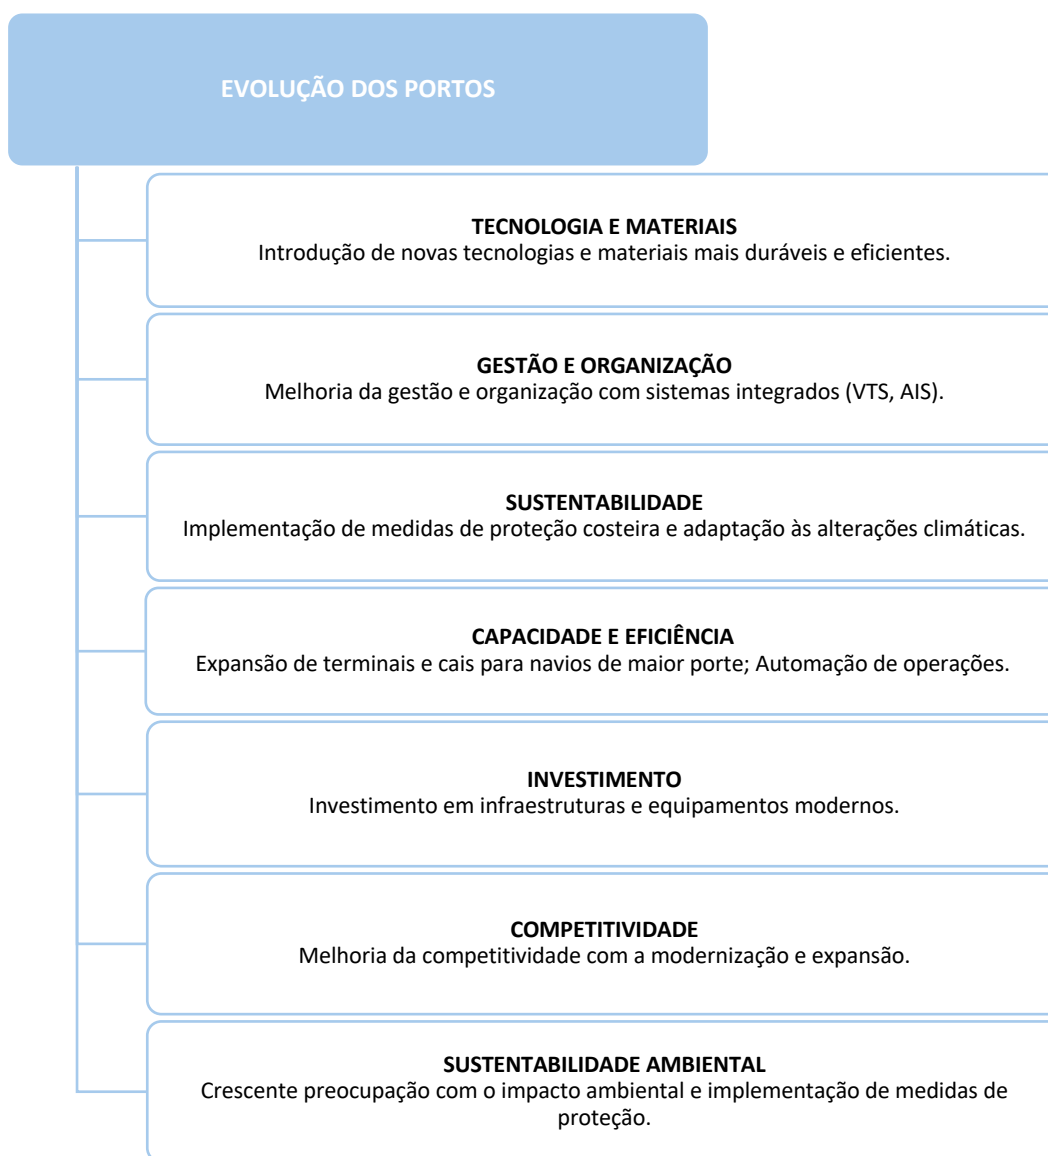 EVOLUÇÃO DOS PORTOS
TECNOLOGIA E MATERIAIS
Introdução de novas tecnologias e materiais mais duráveis e eficientes.
GESTÃO E ORGANIZAÇÃO
Melhoria da gestão e organização com sistemas integrados (VTS, AIS).
SUSTENTABILIDADE
Implementação de medidas de proteção costeira e adaptação às alterações climáticas.
CAPACIDADE E EFICIÊNCIA
Expansão de terminais e cais para navios de maior porte; Automação de operações.
INVESTIMENTO
Investimento em infraestruturas e equipamentos modernos.
COMPETITIVIDADE
Melhoria da competitividade com a modernização e expansão.
SUSTENTABILIDADE AMBIENTAL
Crescente preocupação com o impacto ambiental e implementação de medidas de
proteção.